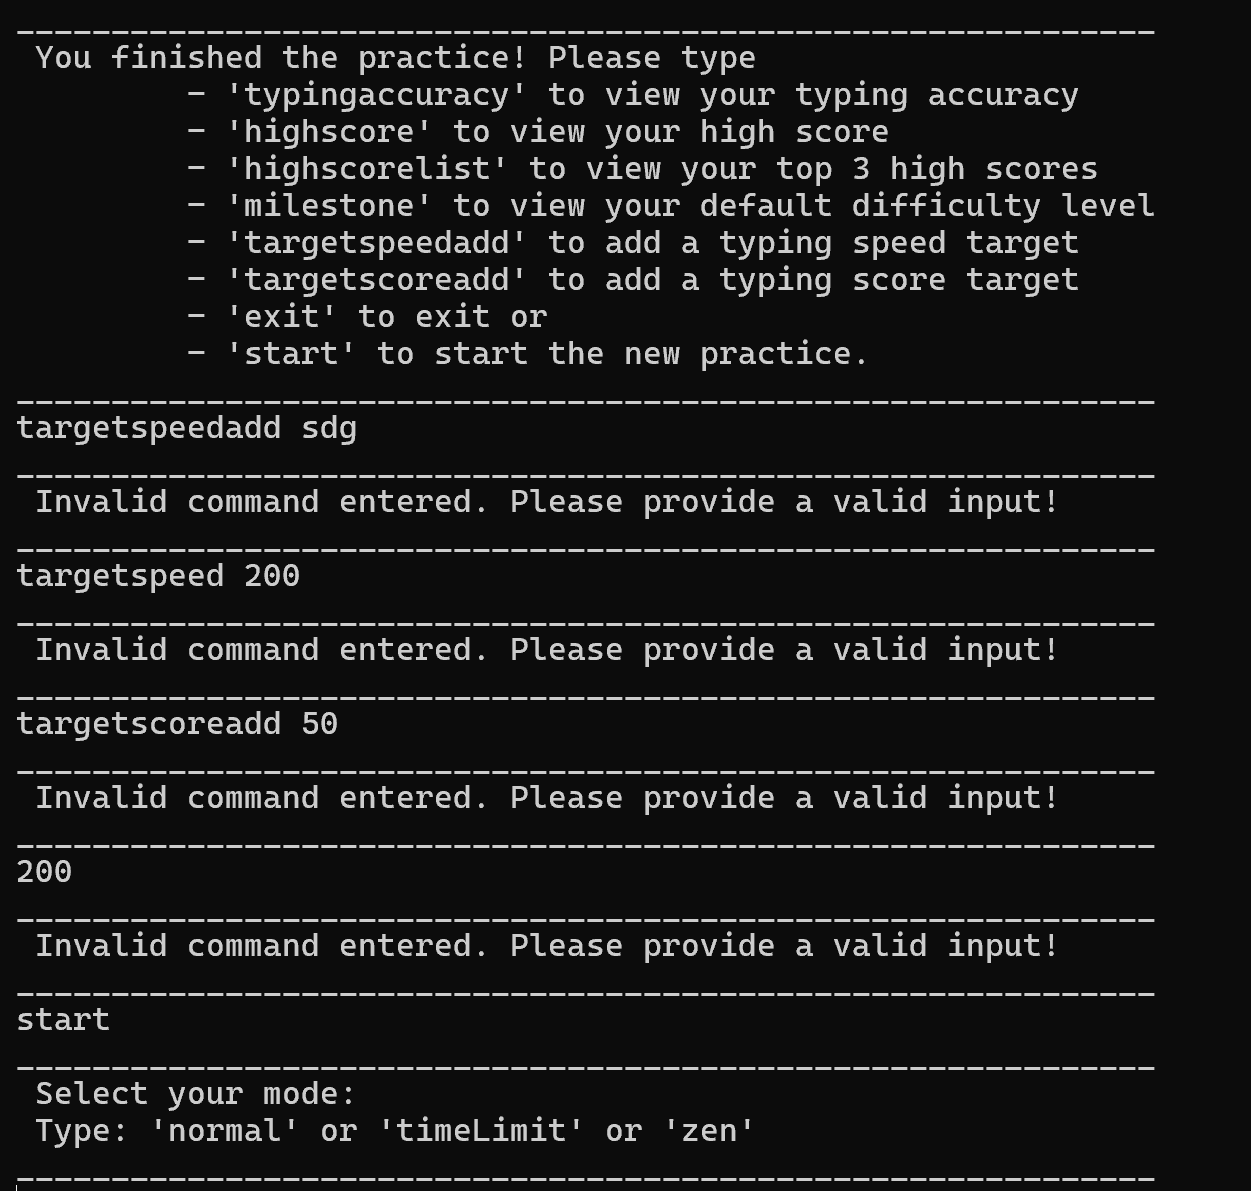 ____________________________________________________________
You finished the practice! Please type
- 'typingaccuracy' to view your typing accuracy
- 'highscore' to view your high score
- 'highscorelist' to view your top 3 high scores
- 'milestone' to view your default difficulty level
- 'targetspeedadd' to add a typing speed target
- 'targetscoreadd' to add a typing score target
- 'exit' to exit or
- 'start' to start the new practice.
____________________________________________________________
targetspeedadd sdg
____________________________________________________________
Invalid command entered. Please provide a valid input!
____________________________________________________________
targetspeed 200
____________________________________________________________
Invalid command entered. Please provide a valid input!
____________________________________________________________
targetscoreadd 50
____________________________________________________________
Invalid command entered. Please provide a valid input!
____________________________________________________________
200
____________________________________________________________
Invalid command entered. Please provide a valid input!
____________________________________________________________
start
____________________________________________________________
Select your mode:
Type: 'normal' or 'timeLimit' or 'zen'
____________________________________________________________